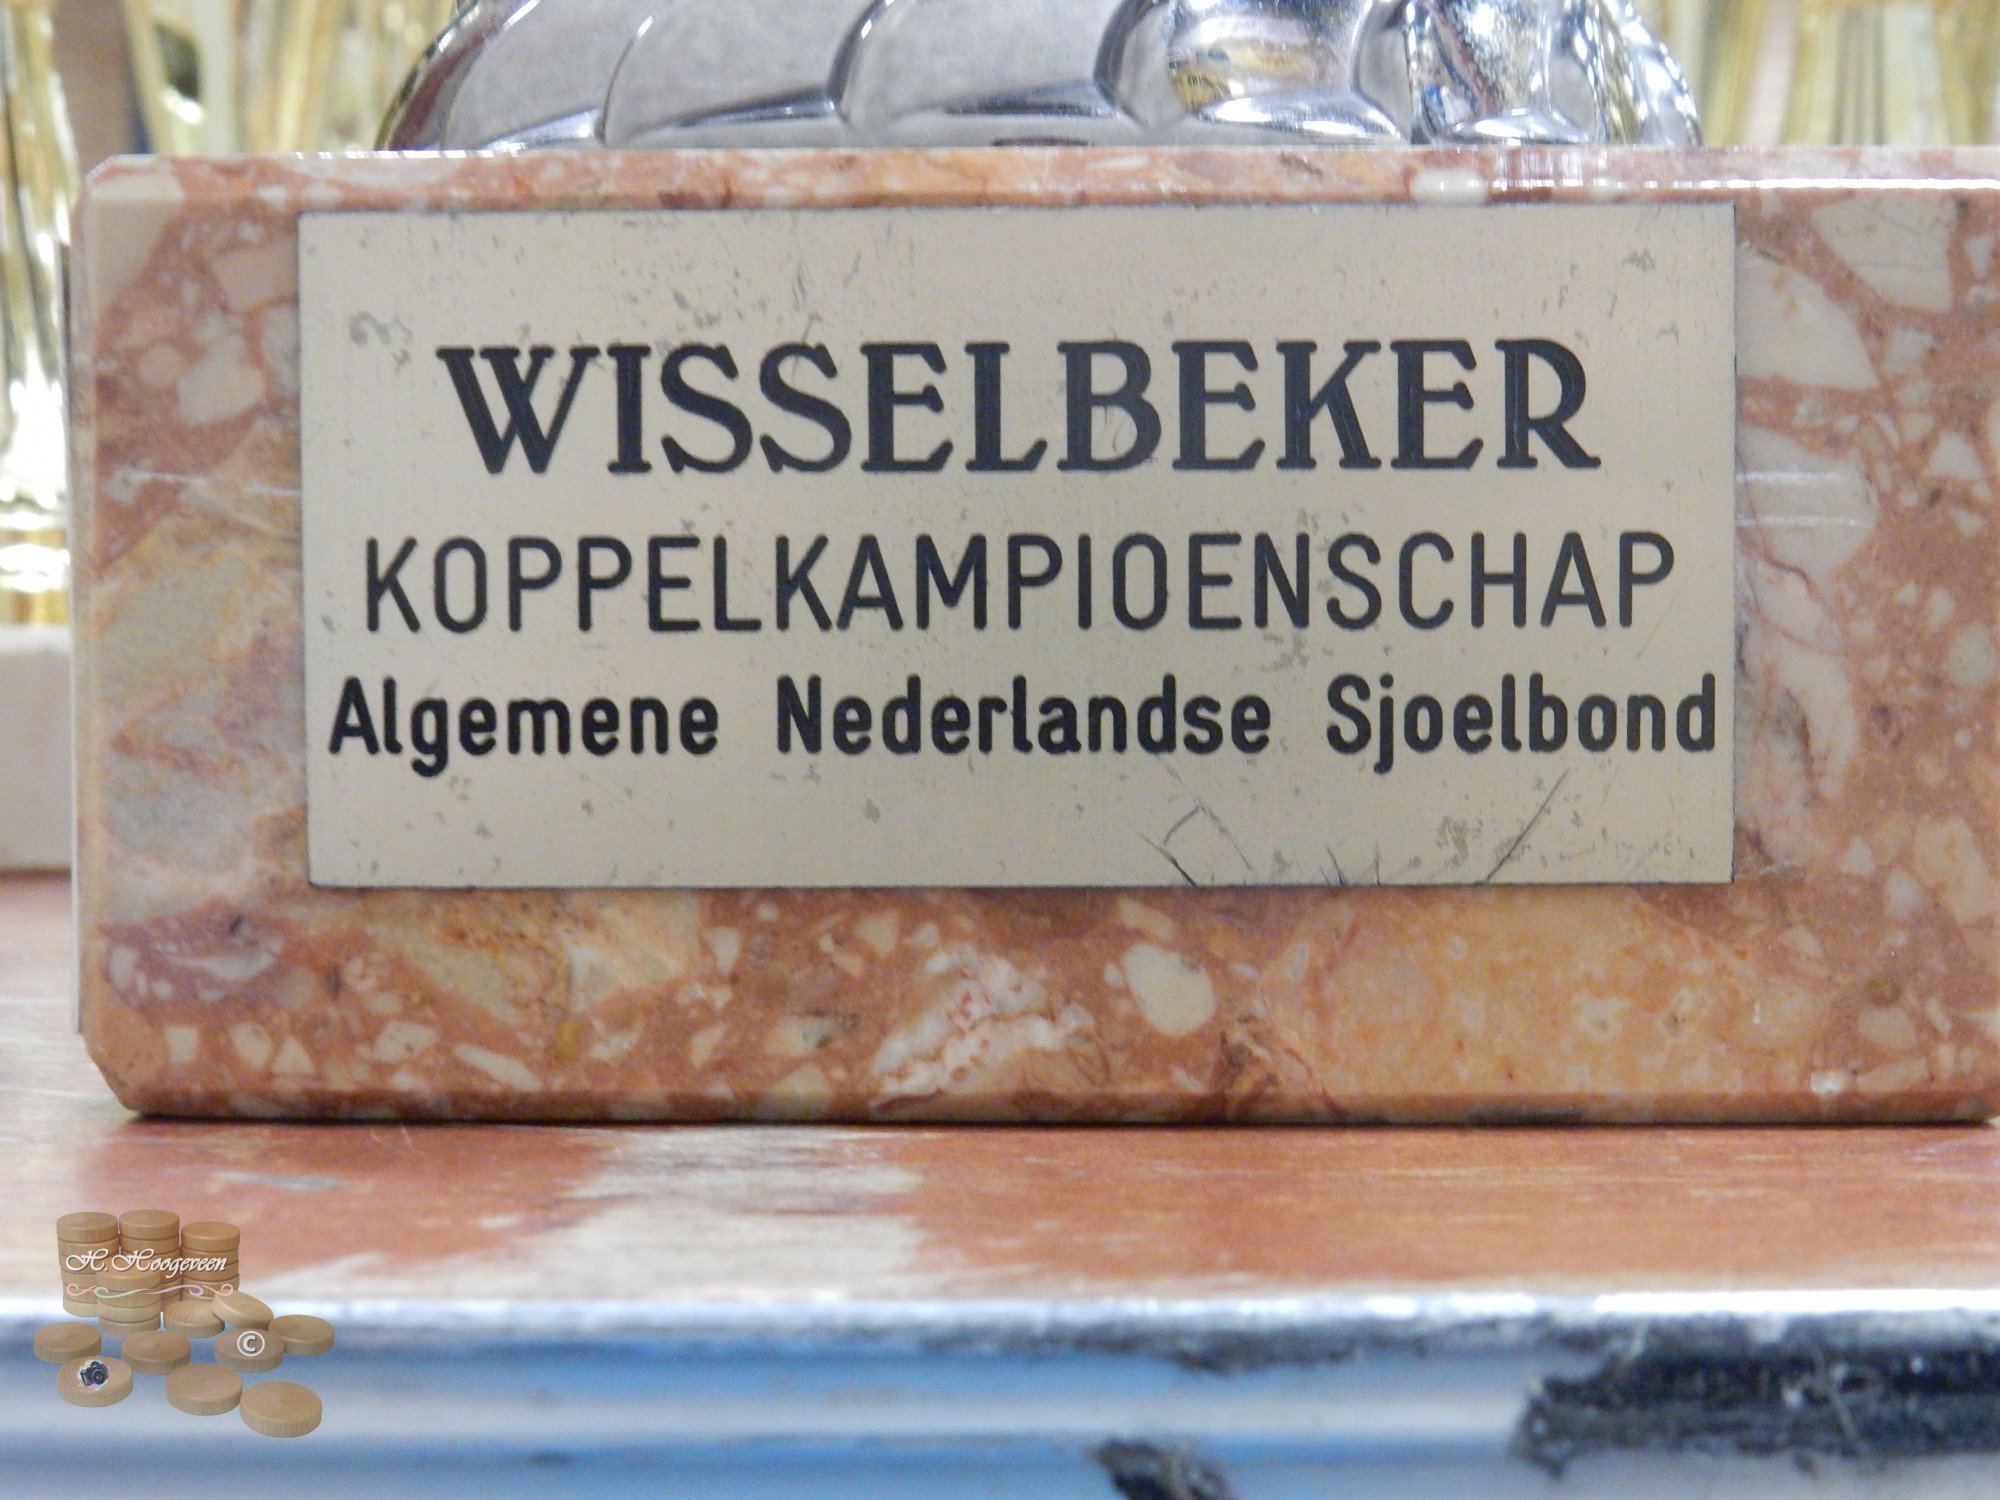 WISSELBEKER
KOPPELKAMPIOENSCHAP
Algemene Nederlandse Sjoelbond
H. Hoogeveen
©